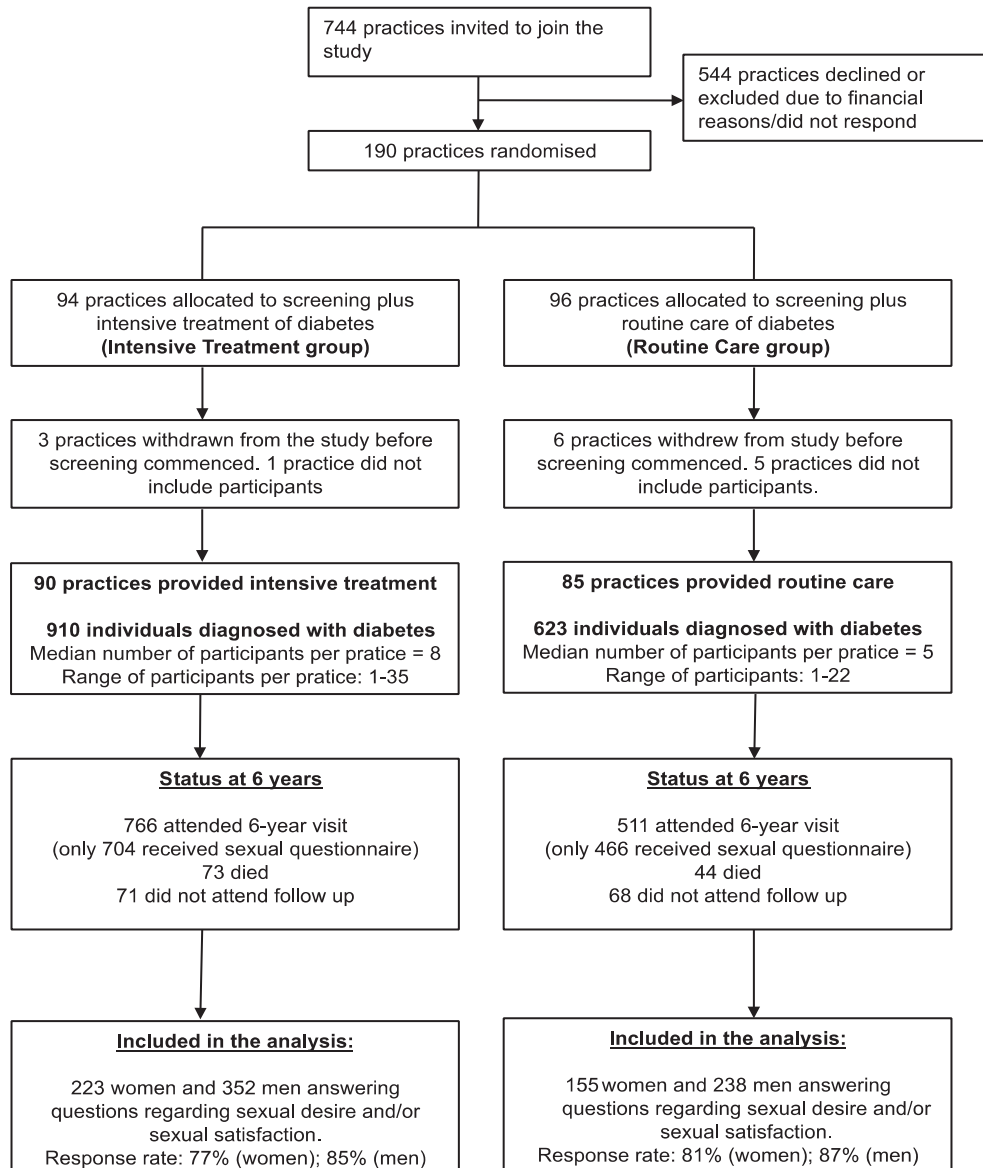 744 practices invited to join the
study
544 practices declined or
excluded due to financial
reasons/did not respond
190 practices randomised
94 practices allocated to screening plus
intensive treatment of diabetes
(Intensive Treatment group)
96 practices allocated to screening plus
routine care of diabetes
(Routine Care group)
3 practices withdrawn from the study before
screening commenced. 1 practice did not
include participants
6 practices withdrew from study before
screening commenced. 5 practices did not
include participants.
90 practices provided intensive treatment
910 individuals diagnosed with diabetes
Median number of participants per pratice = 8
Range of participants per pratice: 1-35
85 practices provided routine care
623 individuals diagnosed with diabetes
Median number of participants per pratice = 5
Range of participants: 1-22
Status at 6 years
766 attended 6-year visit
(only 704 received sexual questionnaire)
73 died
71 did not attend follow up
Status at 6 years
511 attended 6-year visit
(only 466 received sexual questionnaire)
44 died
68 did not attend follow up
Included in the analysis:
223 women and 352 men answering
questions regarding sexual desire and/or
sexual satisfaction.
Response rate: 77% (women); 85% (men)
Included in the analysis:
155 women and 238 men answering
questions regarding sexual desire and/or
sexual satisfaction.
Response rate: 81% (women); 87% (men)